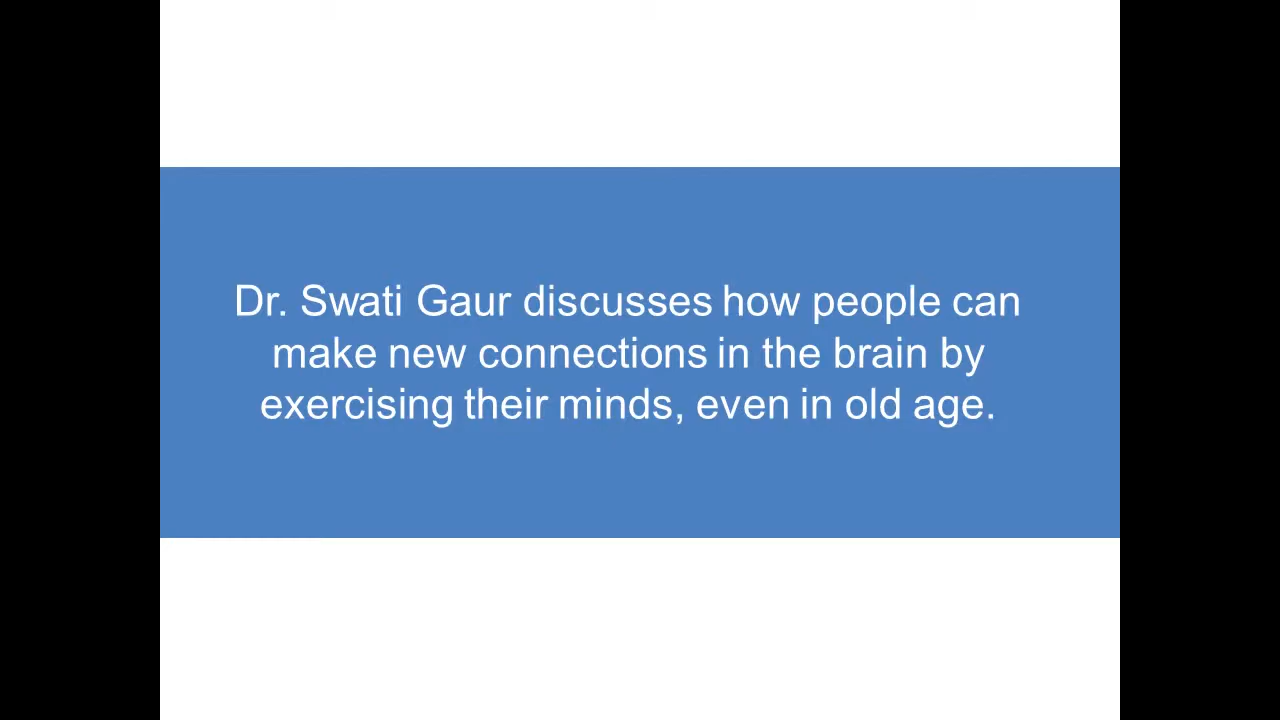 Dr. Swati Gaur discusses how people can
make new connections in the brain by
exercising their minds, even in old age.